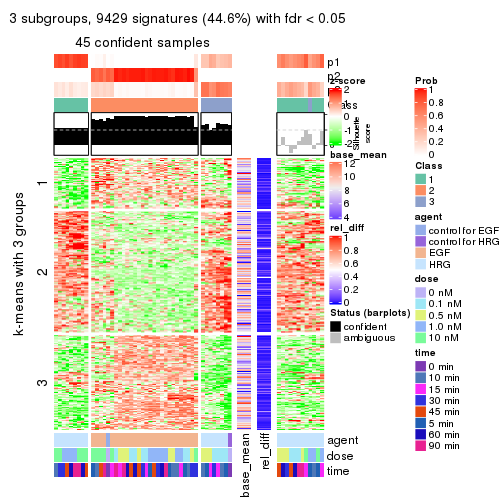 3 subgroups, 9429 signatures (44.6%) with fdr < 0.05
45 confident samples
p1
p2
Class
Silhouette
score
k-means with 3 groups
1
2
3
agent
dose
time
base_mean
rel_diff
z-score
2
1
0
-1
-2
base_mean
12
10
8
6
4
rel_diff
1
0.8
0.6
0.4
0.2
0
Status (barplots)
confident
ambiguous
Prob
1
0.8
0.6
0.4
0.2
0
Class
1
2
3
agent
control for EGF
control for HRG
EGF
HRG
dose
0 nM
0.1 nM
0.5 nM
1.0 nM
10 nM
time
0 min
10 min
15 min
30 min
45 min
5 min
60 min
90 min